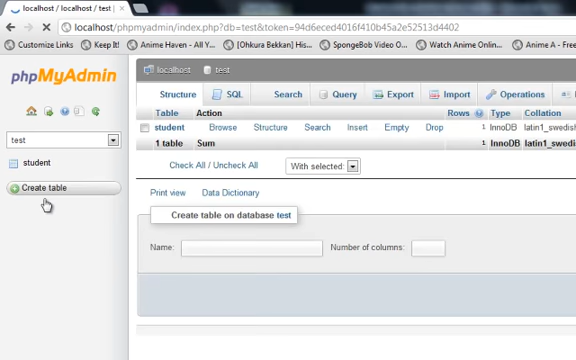 localhost / localhost / test |
localhost/phpmyadmin/index.php?db=test&token=94d6eced4016f410b45a2e52513d4402
Customize Links Keep It! Anime Haven - All Y... [Ohkura Bekkan] His... SpongeBob Video O... Watch Anime Online,... Anime A - Free
phpMyAdmin
localhost test
Structure SQL Search Query Export Import Operations
test
student
Create table
Table Action Rows Type Collation
student Browse Structure Search Insert Empty Drop 1 InnoDB latin1_swedish
1 table Sum 1 InnoDB latin1_swedish
Check All / Uncheck All With selected:
Print view Data Dictionary
Create table on database test
Name: Number of columns: